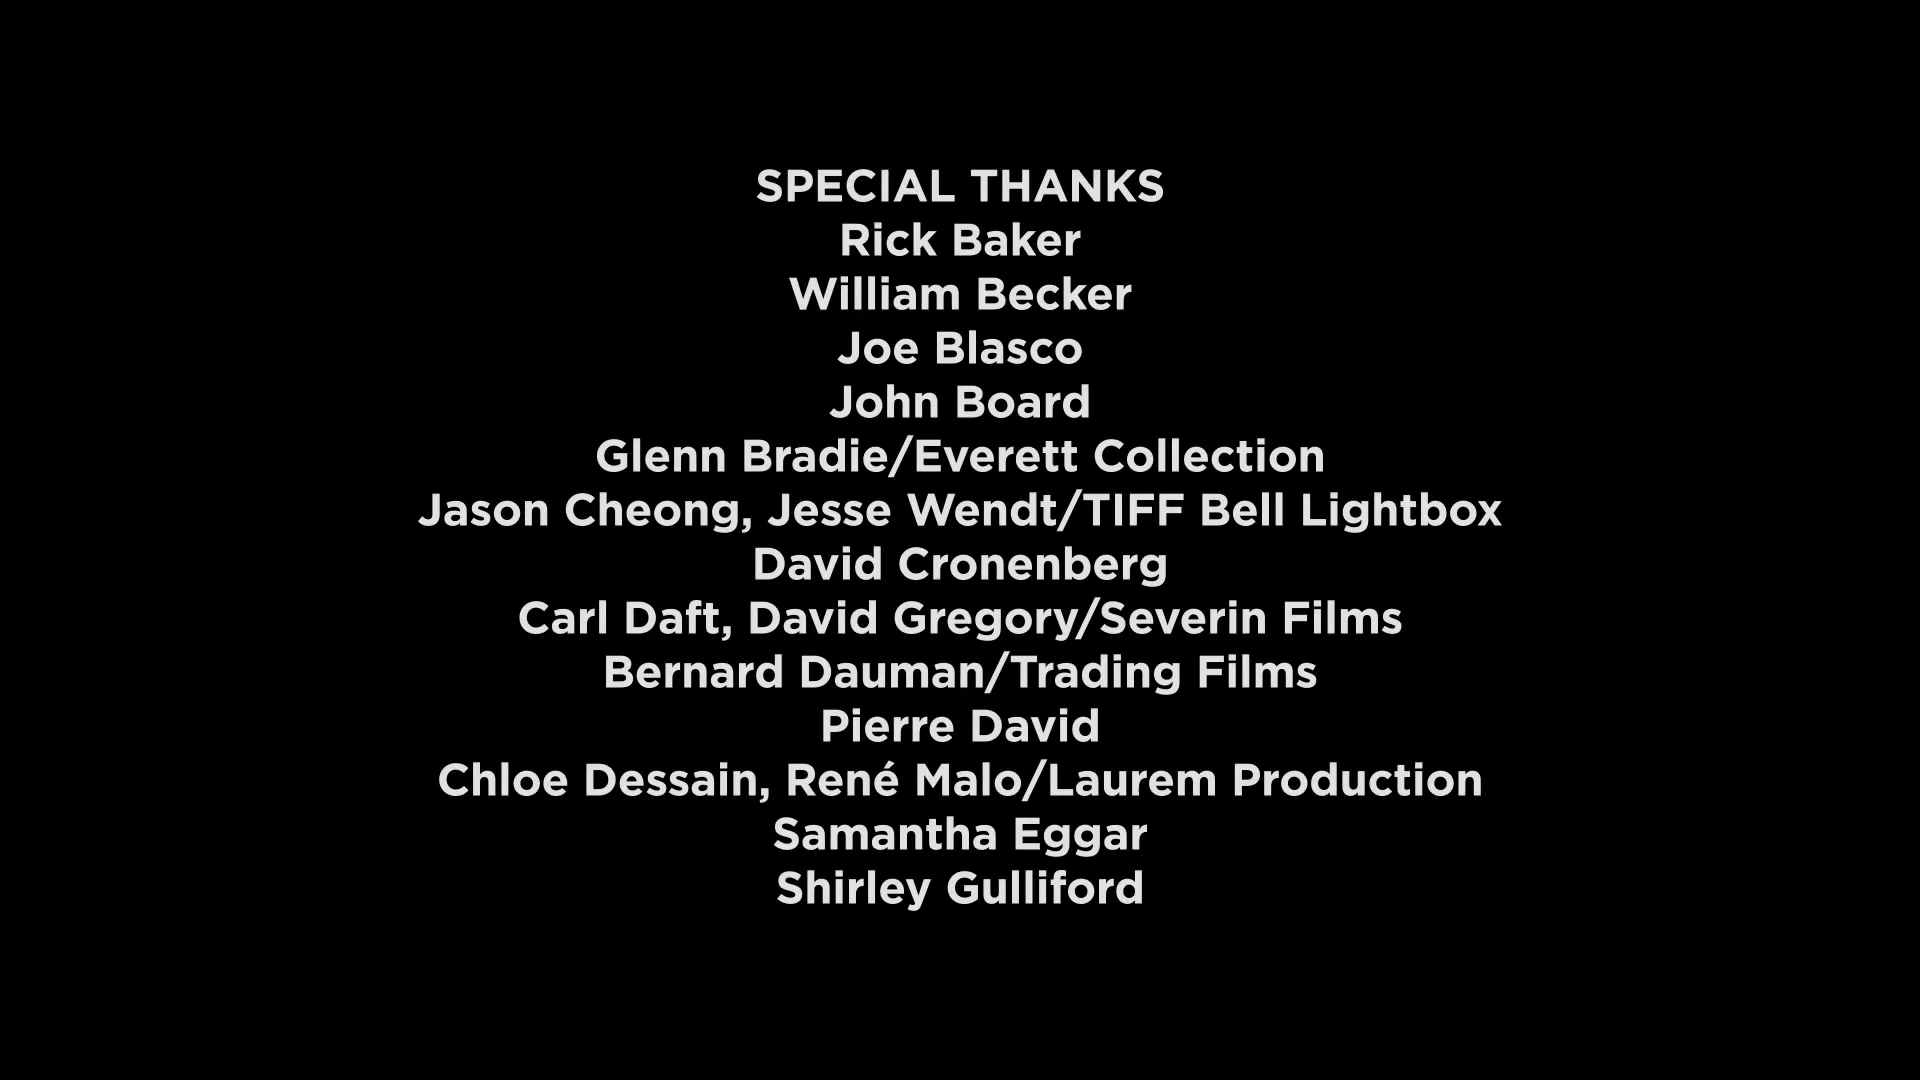 SPECIAL THANKS
Rick Baker
William Becker
Joe Blasco
John Board
Glenn Bradie/Everett Collection
Jason Cheong, Jesse Wendt/TIFF Bell Lightbox
David Cronenberg
Carl Daft, David Gregory/Severin Films
Bernard Dauman/Trading Films
Pierre David
Chloe Dessain, René Malo/Laurem Production
Samantha Eggar
Shirley Gulliford